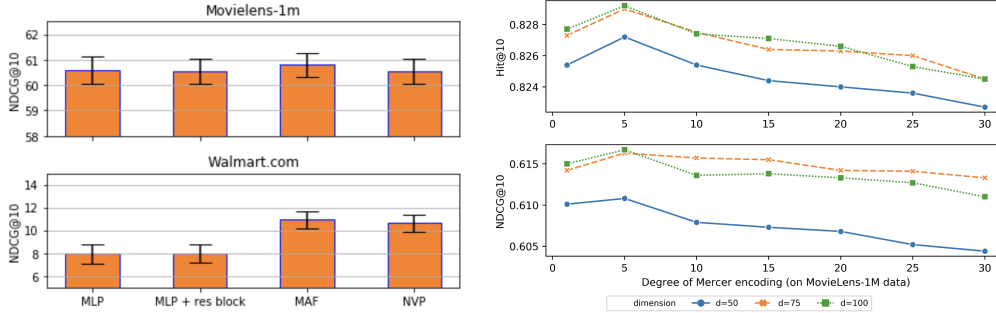 Movielens-1m
NDCG@10
62
61
60
59
58
Walmart.com
NDCG@10
14
12
10
8
6
MLP
MLP + res block
MAF
NVP
Hit@10
0.828
0.826
0.824
0 5 10 15 20 25 30
NDCG@10
0.615
0.610
0.605
0 5 10 15 20 25 30
Degree of Mercer encoding (on MovieLens-1M data)
dimension d=50 d=75 d=100